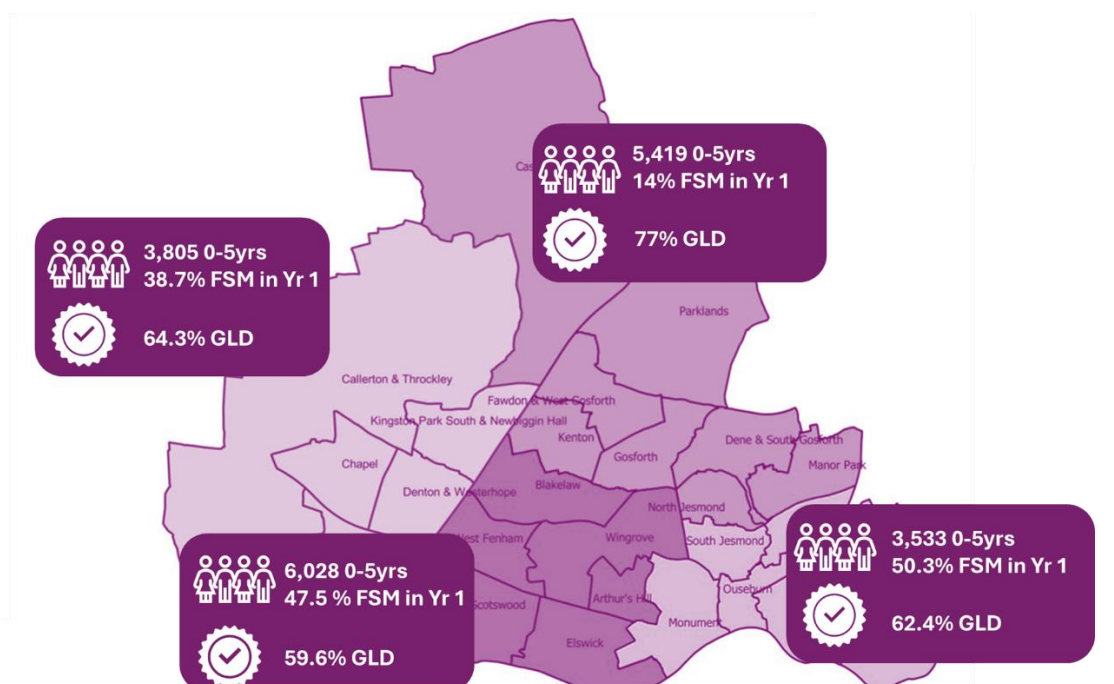 5,419 0-5yrs
14% FSM in Yr 1
77% GLD
3,805 0-5yrs
38.7% FSM in Yr 1
64.3% GLD
Parklands
Callerton & Throckley
Fawdon & West Gosforth
Kingston Park South & Newbiggin Hall
Kenton
Dene & South Gosforth
Gosforth
Manor Park
Chapel
Denton & Westerhope
Blakelaw
North Jesmond
West Fenham
Wingrove
South Jesmond
3,533 0-5yrs
50.3% FSM in Yr 1
62.4% GLD
6,028 0-5yrs
47.5 % FSM in Yr 1
59.6% GLD
Ouseburn
Arthur's Hill
Scotswood
Monument
Elswick